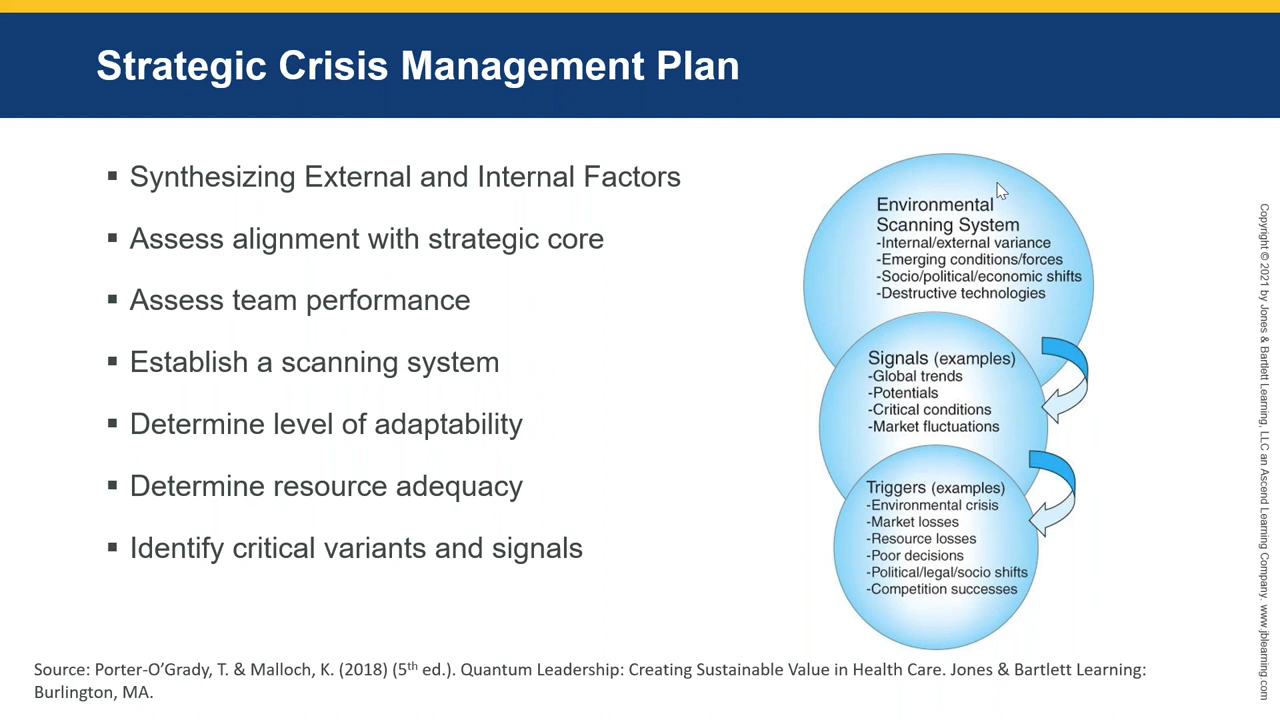 Strategic Crisis Management Plan
▪ Synthesizing External and Internal Factors
▪ Assess alignment with strategic core
▪ Assess team performance
▪ Establish a scanning system
▪ Determine level of adaptability
▪ Determine resource adequacy
▪ Identify critical variants and signals
Environmental
Scanning System
-Internal/external variance
-Emerging conditions/forces
-Socio/political/economic shifts
-Destructive technologies
Signals (examples)
-Global trends
-Potentials
-Critical conditions
-Market fluctuations
Triggers (examples)
-Environmental crisis
-Market losses
-Resource losses
-Poor decisions
-Political/legal/socio shifts
-Competition successes
Source: Porter-O’Grady, T. & Malloch, K. (2018) (5th ed.). Quantum Leadership: Creating Sustainable Value in Health Care. Jones & Bartlett Learning:
Burlington, MA.
Copyright © 2021 by Jones & Bartlett Learning, LLC an Ascend Learning Company. www.jblearning.com